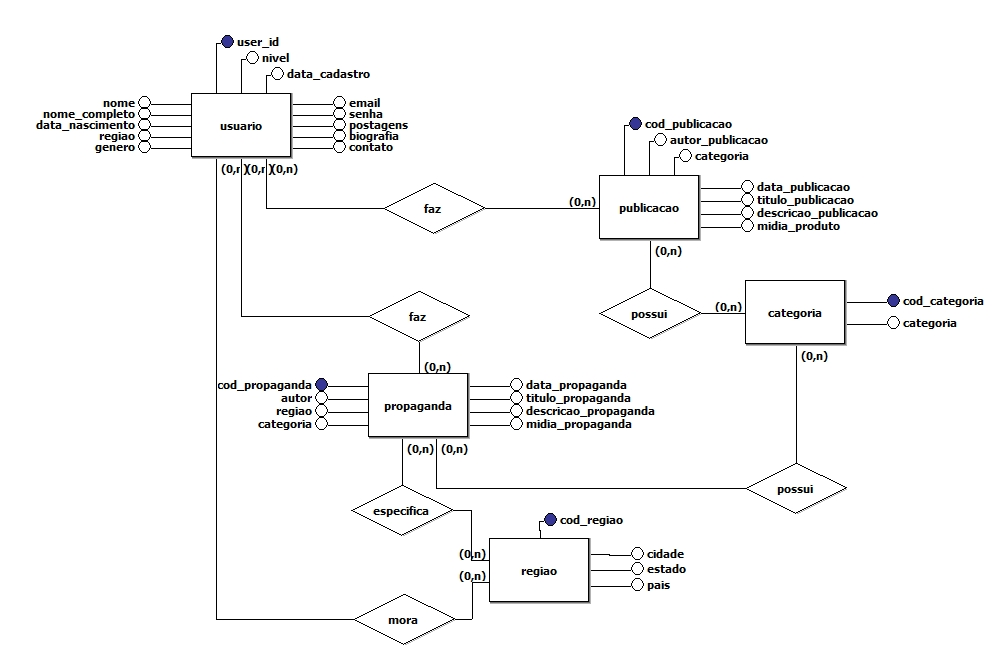 user_id
nivel
data_cadastro
nome
nome_completo
data_nascimento
regiao
genero
usuario
email
senha
postagens
biografia
contato
(0,n)
(0,n)
(0,n)
faz
(0,n)
cod_publicacao
autor_publicacao
categoria
publicacao
data_publicacao
titulo_publicacao
descricao_publicacao
midia_produto
(0,n)
possui
(0,n)
categoria
cod_categoria
categoria
(0,n)
faz
(0,n)
cod_propaganda
autor
regiao
categoria
propaganda
data_propaganda
titulo_propaganda
descricao_propaganda
midia_propaganda
(0,n)
(0,n)
possui
especifica
cod_regiao
(0,n)
(0,n)
regiao
cidade
estado
pais
mora